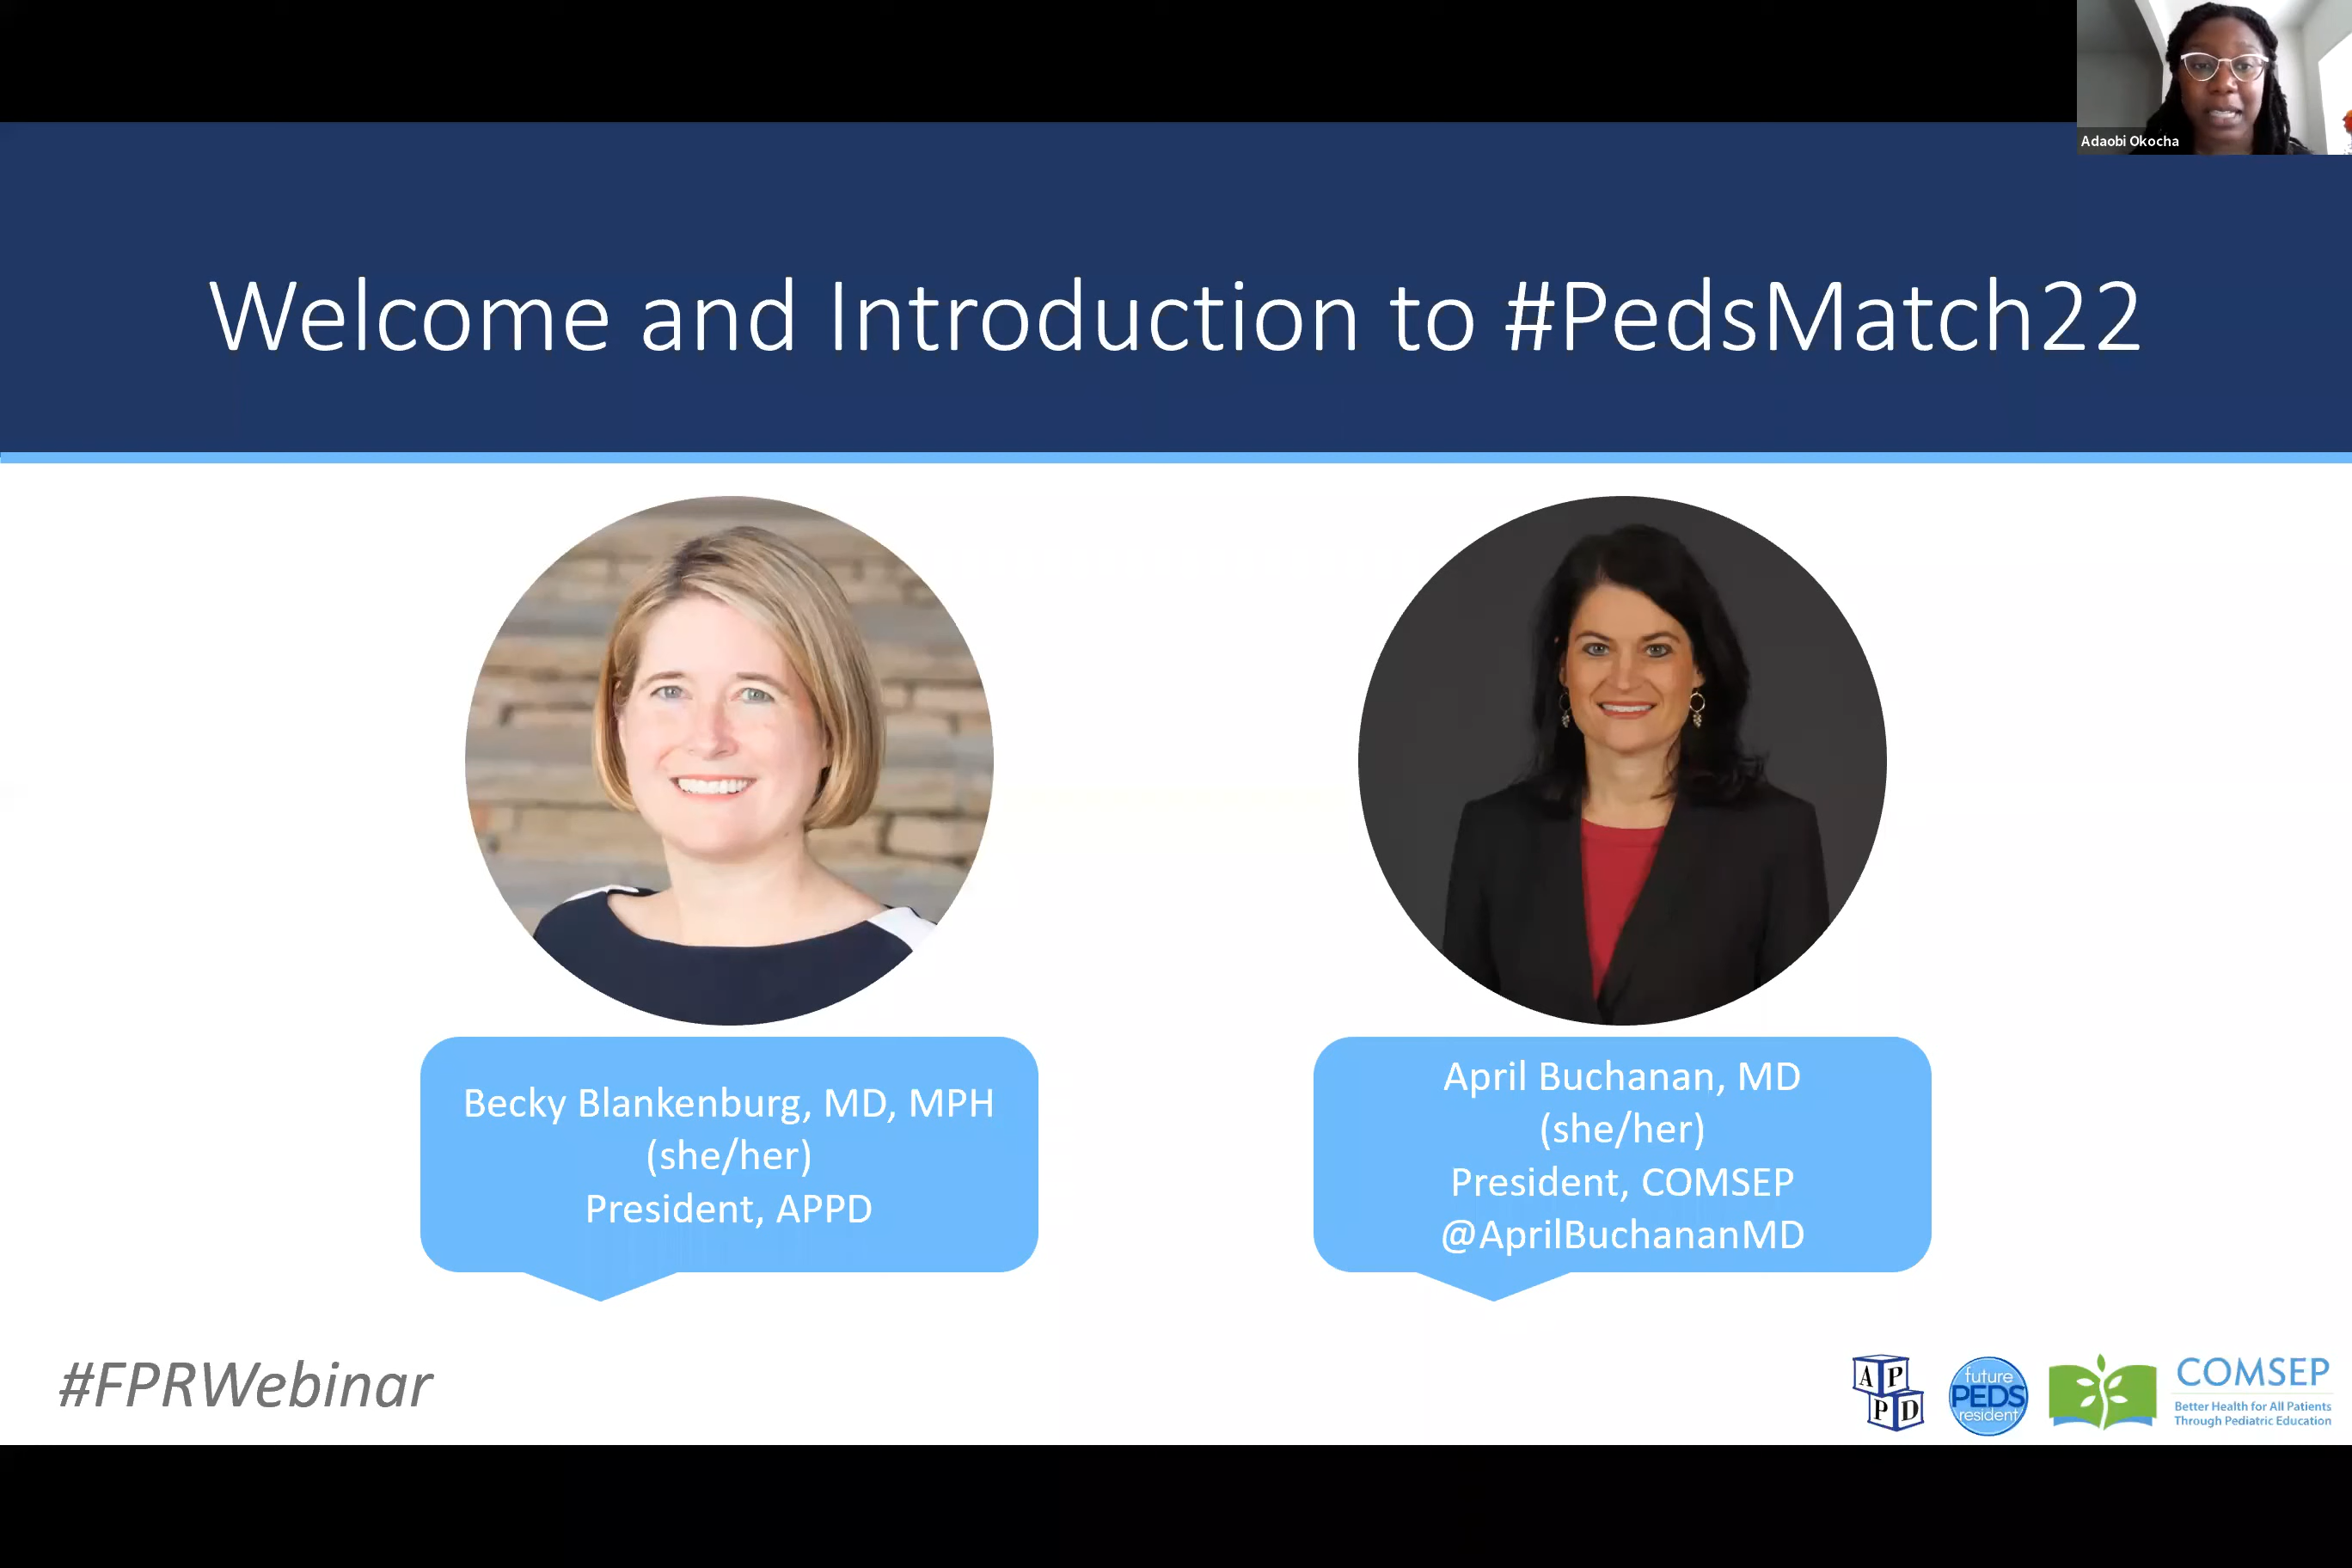 Adaobi Okocha
Welcome and Introduction to #PedsMatch22
Becky Blankenburg, MD, MPH
(she/her)
President, APPD
April Buchanan, MD
(she/her)
President, COMSEP
@AprilBuchananMD
#FPRWebinar
A P
P D
future
PEDS
resident
COMSEP
Better Health for All Patients
Through Pediatric Education